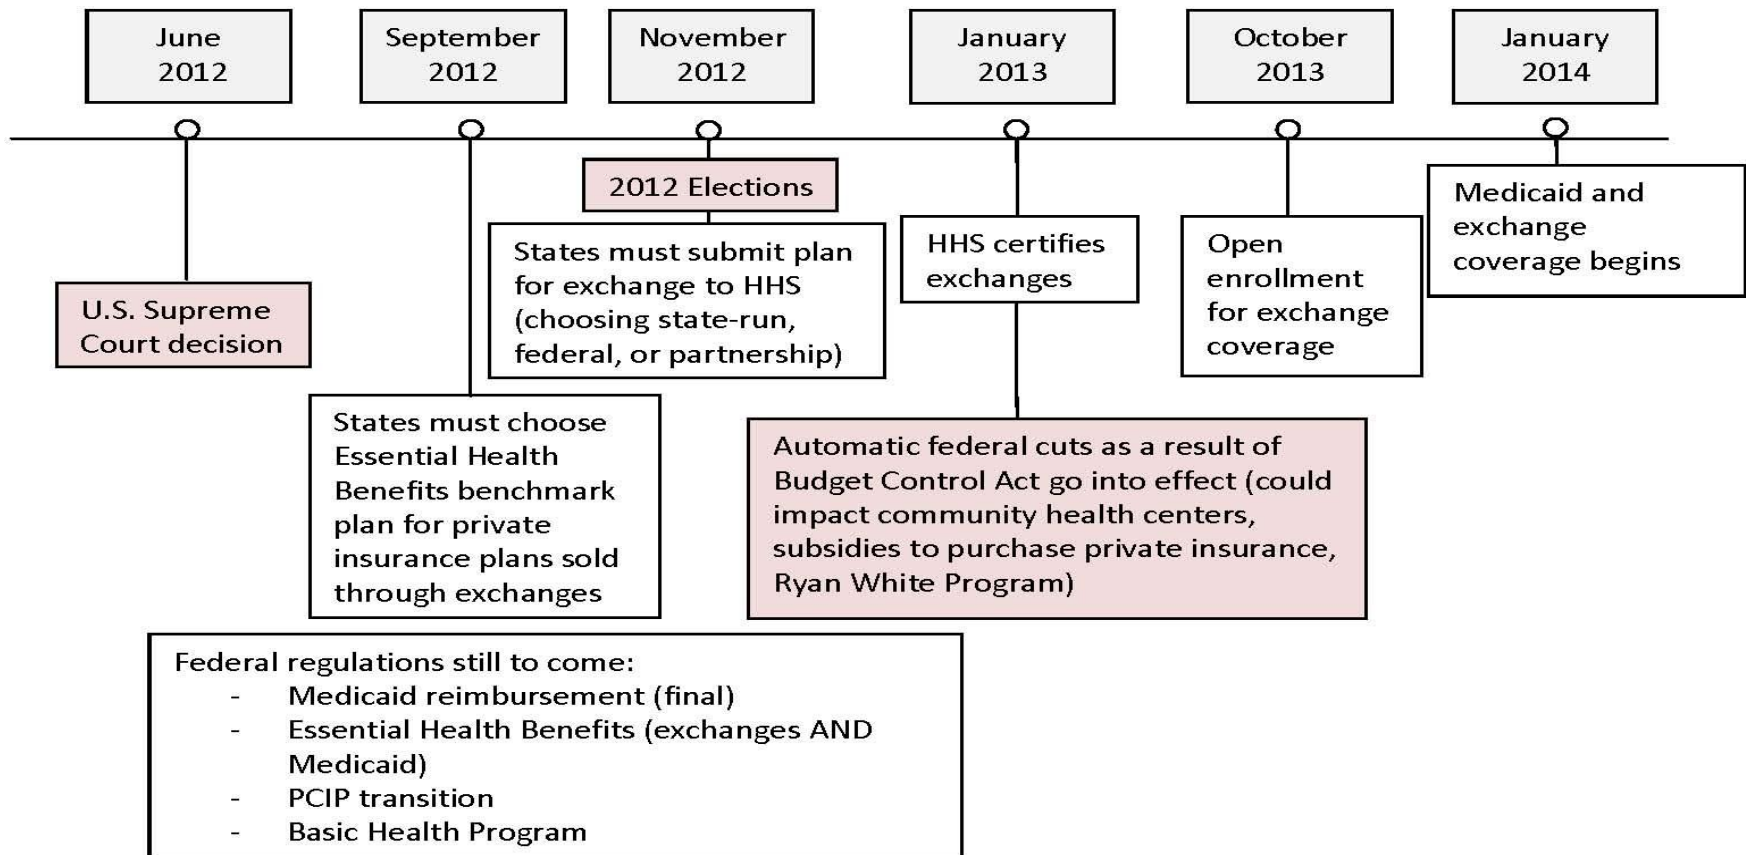 June
2012
September
2012
November
2012
January
2013
October
2013
January
2014
U.S. Supreme
Court decision
States must choose
Essential Health
Benefits benchmark
plan for private
insurance plans sold
through exchanges
2012 Elections
States must submit plan
for exchange to HHS
(choosing state-run,
federal, or partnership)
HHS certifies
exchanges
Automatic federal cuts as a result of
Budget Control Act go into effect (could
impact community health centers,
subsidies to purchase private insurance,
Ryan White Program)
Open
enrollment
for exchange
coverage
Medicaid and
exchange
coverage begins
Federal regulations still to come:
- Medicaid reimbursement (final)
- Essential Health Benefits (exchanges AND
Medicaid)
- PCIP transition
- Basic Health Program